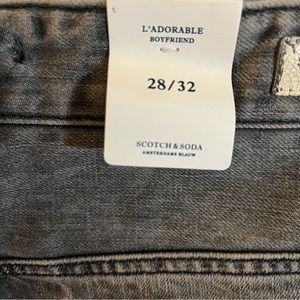 L'ADORABLE
BOYFRIEND
28/32
SCOTCH & SODA
AMSTERDAMS BLAUW